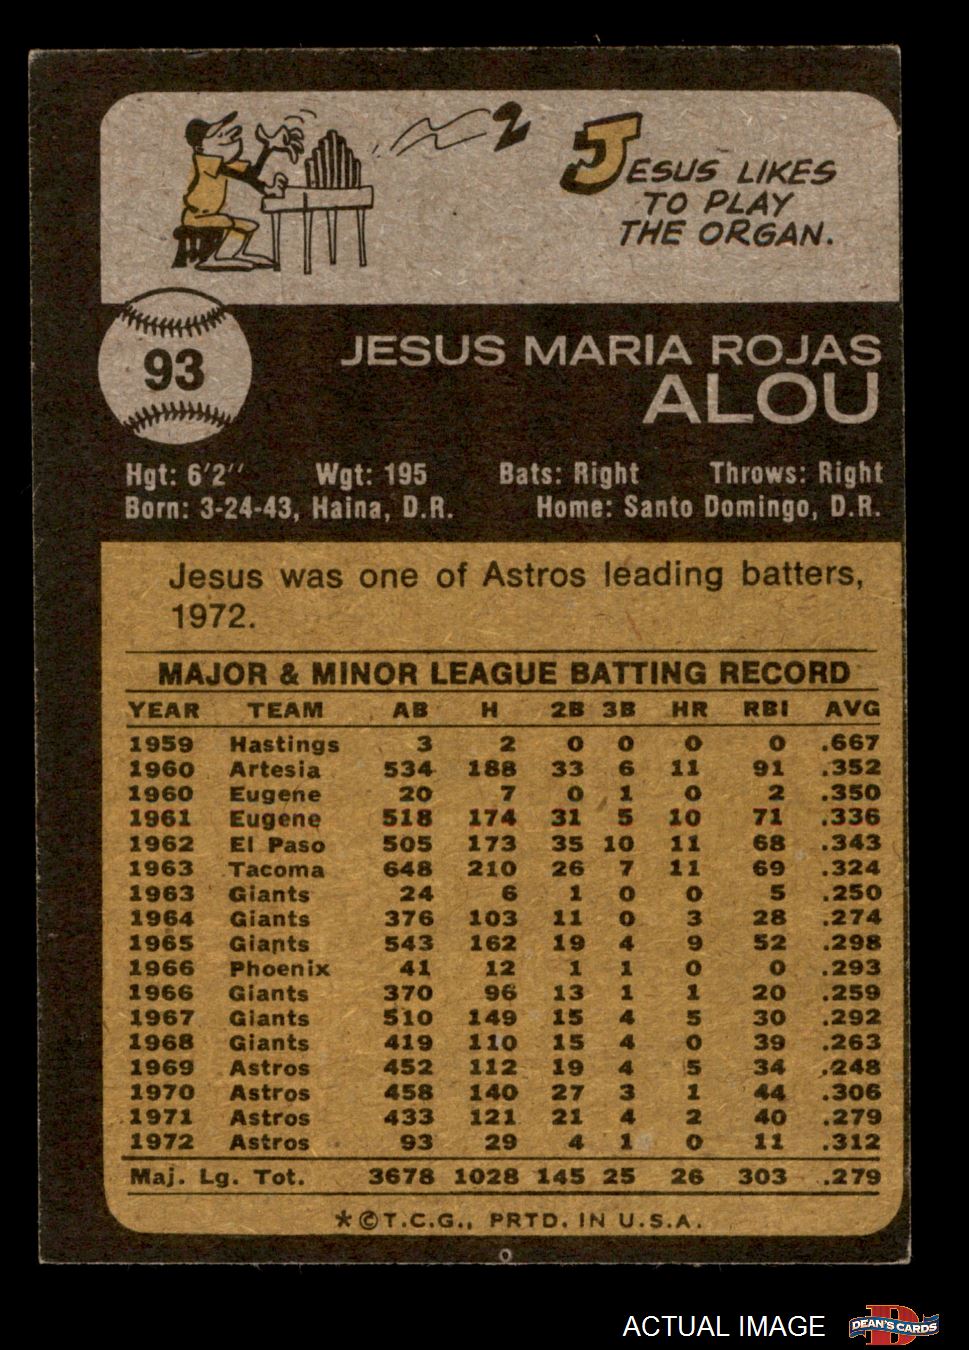 2
JESUS LIKES
TO PLAY
THE ORGAN.
93
JESUS MARIA ROJAS
ALOU
Hgt: 6'2'' Wgt: 195 Bats: Right Throws: Right
Born: 3-24-43, Haina, D.R. Home: Santo Domingo, D.R.
Jesus was one of Astros leading batters,
1972.
MAJOR & MINOR LEAGUE BATTING RECORD
YEAR TEAM AB H 2B 3B HR RBI AVG
1959 Hastings 3 2 0 0 0 0 .667
1960 Artesia 534 188 33 6 11 91 .352
1960 Eugene 20 7 0 1 0 2 .350
1961 Eugene 518 174 31 5 10 71 .336
1962 El Paso 505 173 35 10 11 68 .343
1963 Tacoma 648 210 26 7 11 69 .324
1963 Giants 24 6 1 0 0 5 .250
1964 Giants 376 103 11 0 3 28 .274
1965 Giants 543 162 19 4 9 52 .298
1966 Phoenix 41 12 1 1 0 0 .293
1966 Giants 370 96 13 1 1 20 .259
1967 Giants 510 149 15 4 5 30 .292
1968 Giants 419 110 15 4 0 39 .263
1969 Astros 452 112 19 4 5 34 .248
1970 Astros 458 140 27 3 1 44 .306
1971 Astros 433 121 21 4 2 40 .279
1972 Astros 93 29 4 1 0 11 .312
Maj. Lg. Tot. 3678 1028 145 25 26 303 .279
*©T.C.G., PRTD. IN U.S.A.
ACTUAL IMAGE
D
DEAN'S CARDS